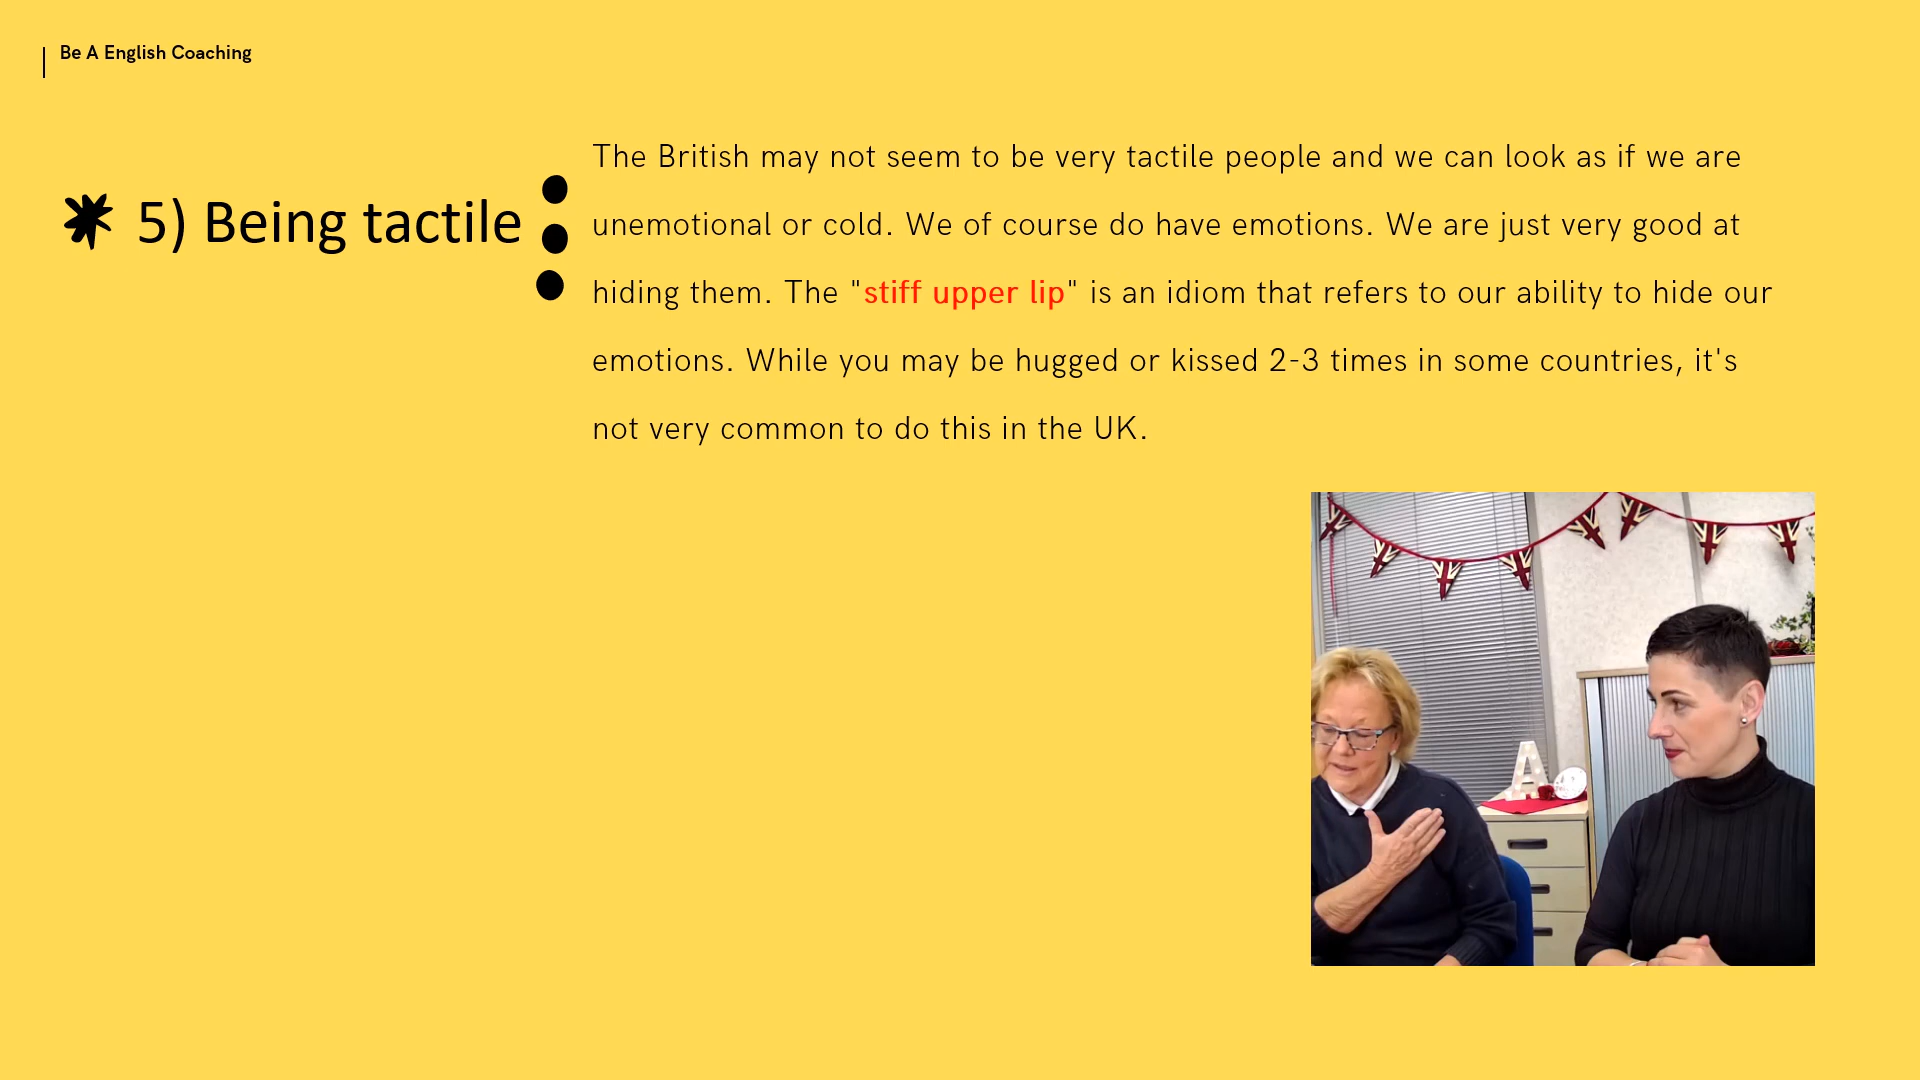 Be A English Coaching
5) Being tactile
The British may not seem to be very tactile people and we can look as if we are
unemotional or cold. We of course do have emotions. We are just very good at
hiding them. The "stiff upper lip" is an idiom that refers to our ability to hide our
emotions. While you may be hugged or kissed 2-3 times in some countries, it's
not very common to do this in the UK.
A